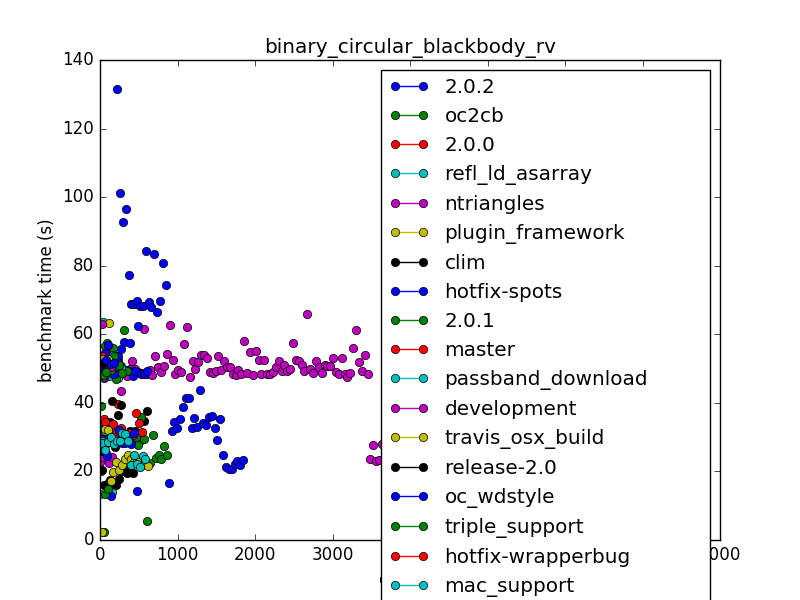 binary_circular_blackbody_rv
140
120
100
80
60
40
20
0
benchmark time (s)
0 1000 2000 3000 000
2.0.2
oc2cb
2.0.0
refl_ld_asarray
ntriangles
plugin_framework
clim
hotfix-spots
2.0.1
master
passband_download
development
travis_osx_build
release-2.0
oc_wdstyle
triple_support
hotfix-wrapperbug
mac_support